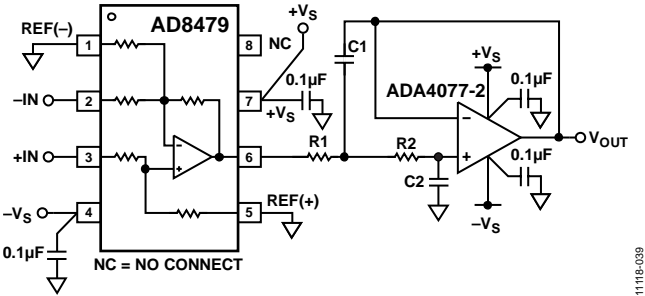 AD8479
REF(–)
1
–IN
2
+IN
3
–VS
4
0.1µF
8
NC
+VS
7
+VS
0.1µF
6
5
REF(+)
NC = NO CONNECT
–
+
R1
C1
R2
C2
ADA4077-2
–
+
+VS
0.1µF
0.1µF
–VS
VOUT
11118-039